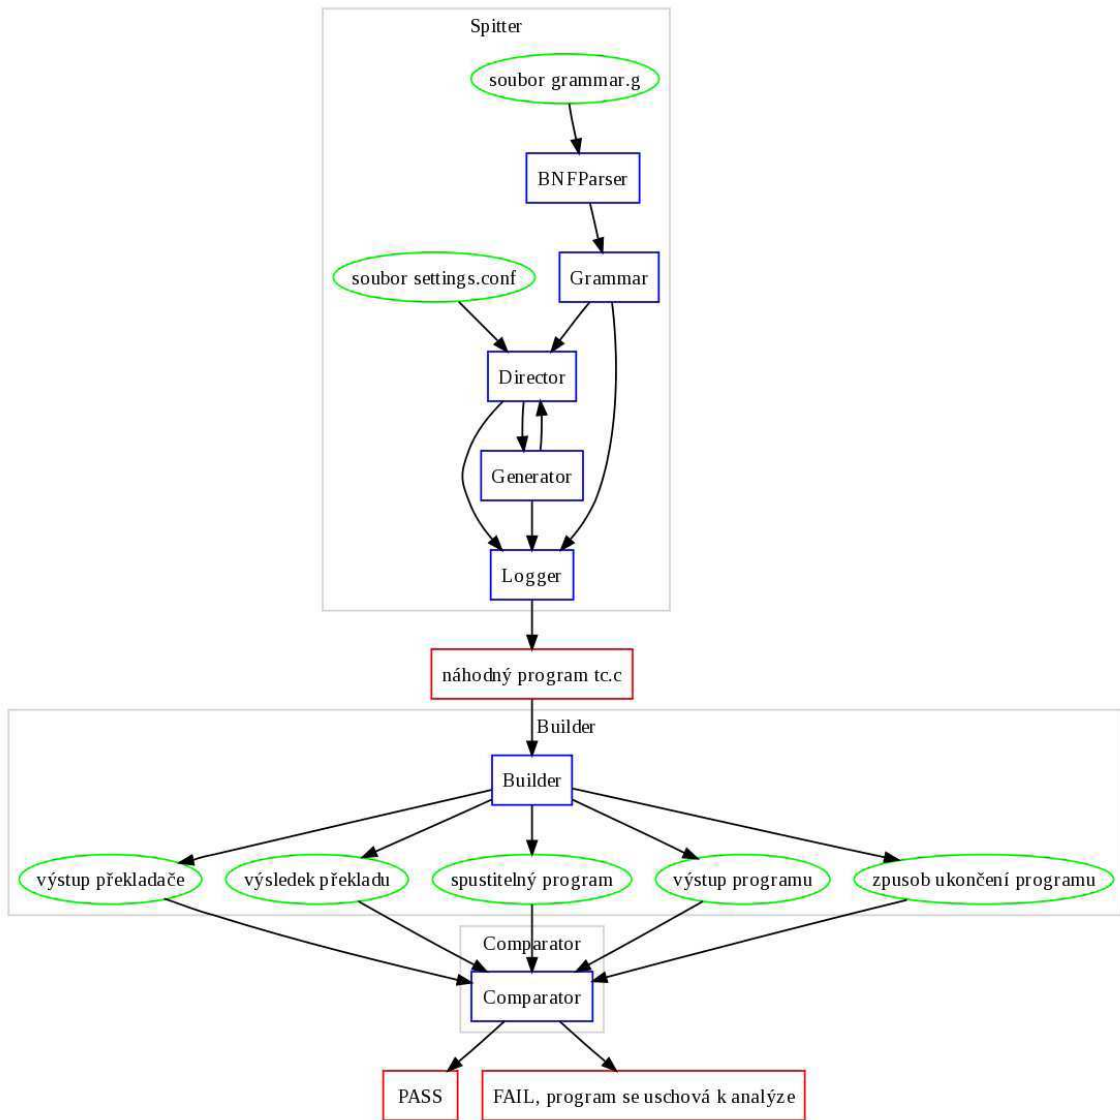 Spitter
soubor grammar.g
BNFParser
soubor settings.conf
Grammar
Director
Generator
Logger
náhodný program tc.c
Builder
Builder
výstup překladače
výsledek překladu
spustitelný program
výstup programu
zpusob ukončení programu
Comparator
Comparator
PASS
FAIL, program se uschová k analýze